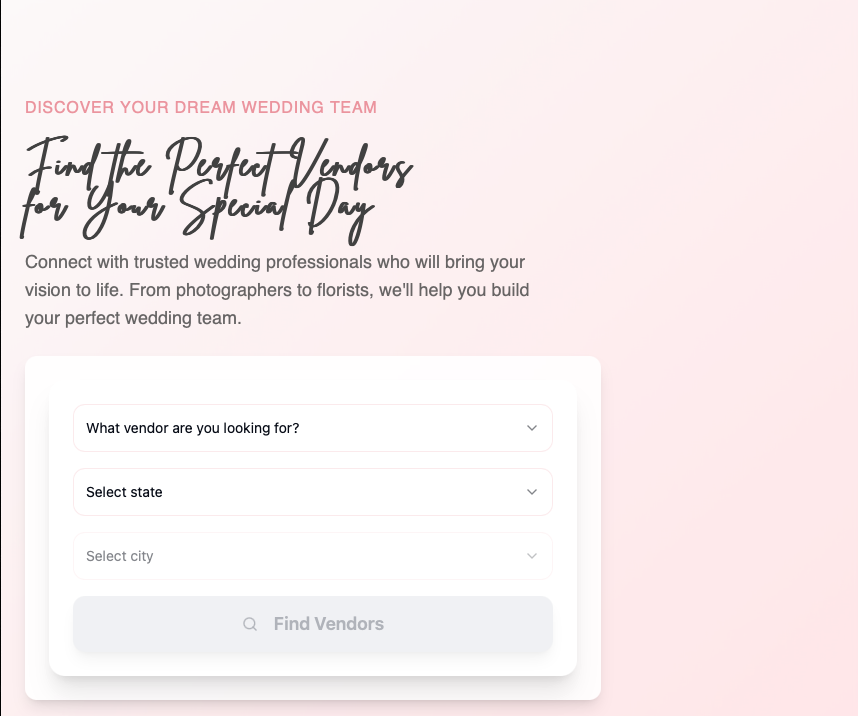 DISCOVER YOUR DREAM WEDDING TEAM
Find the Perfect Vendors
for Your Special Day
Connect with trusted wedding professionals who will bring your
vision to life. From photographers to florists, we'll help you build
your perfect wedding team.
What vendor are you looking for?
Select state
Select city
Find Vendors